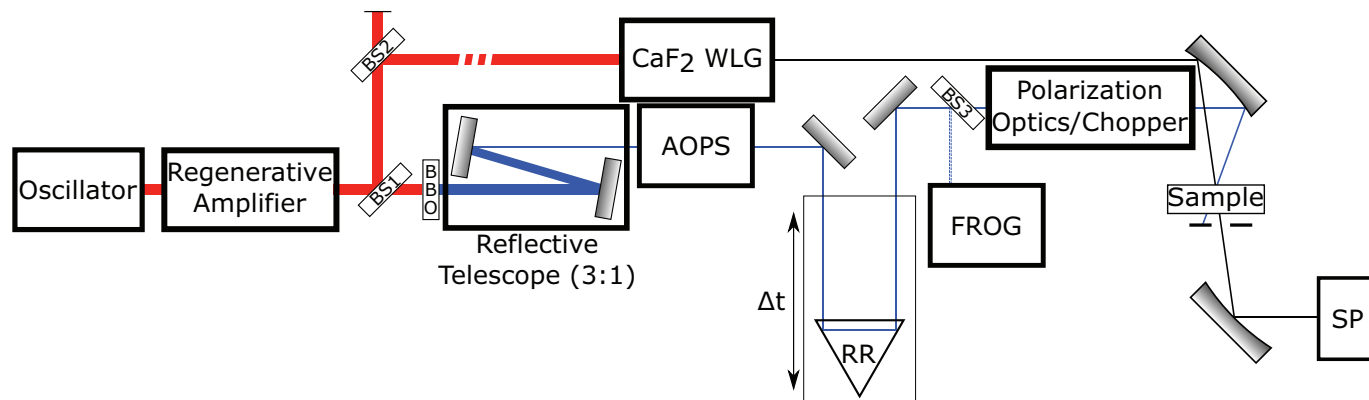 BS2
CaF2 WLG
Oscillator
Regenerative
Amplifier
BS1
BBO
Reflective
Telescope (3:1)
AOPS
Δt
RR
BS3
FROG
Polarization
Optics/Chopper
Sample
SP